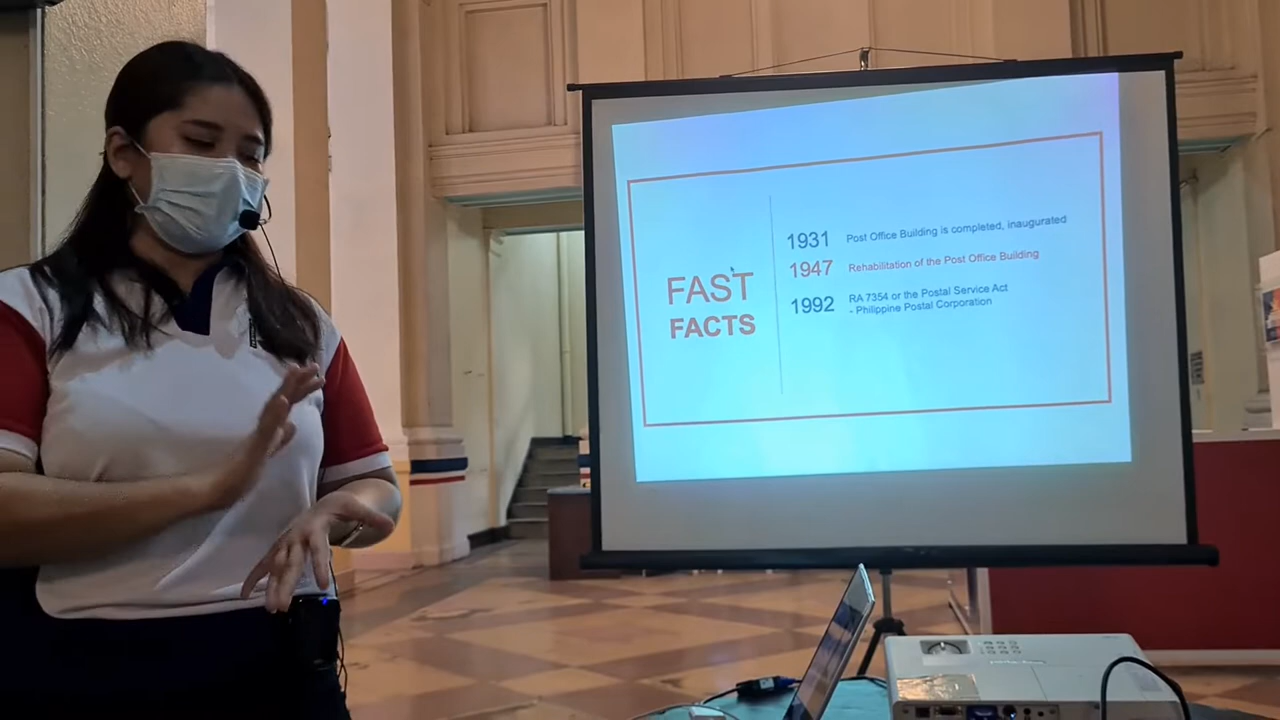 FAST
FACTS
1931 Post Office Building is completed, inaugurated
1947 Rehabilitation of the Post Office Building
1992 RA 7354 or the Postal Service Act
- Philippine Postal Corporation